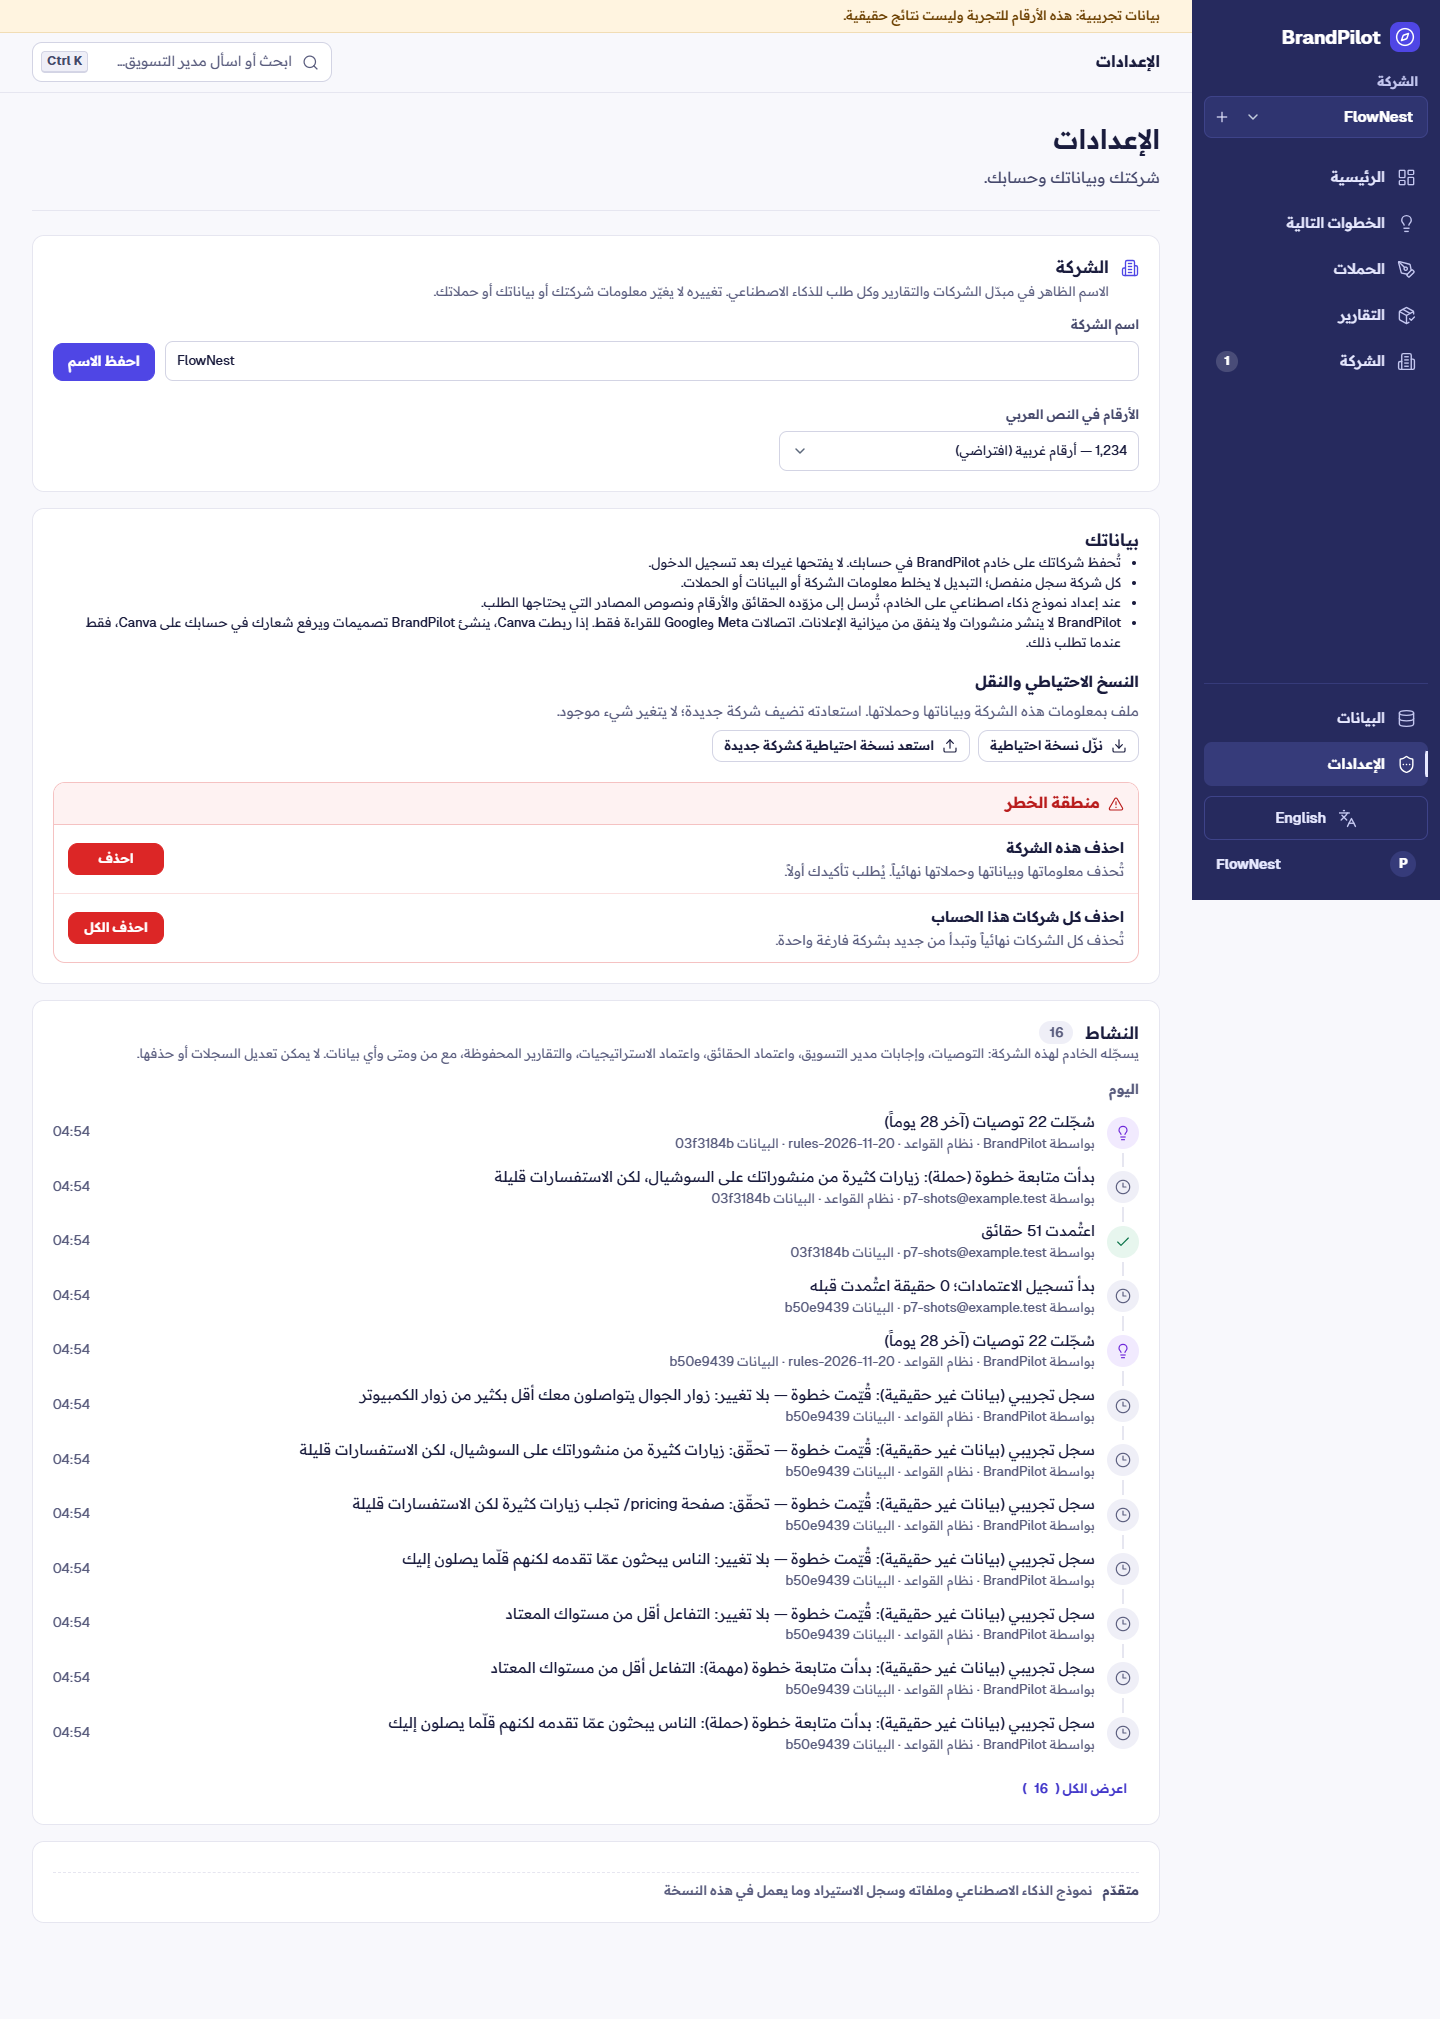 بيانات تجريبية: هذه الأرقام للتجربة وليست نتائج حقيقية.
BrandPilot
الشركة
FlowNest
الرئيسية
الخطوات التالية
الحملات
التقارير
الشركة 1
البيانات
الإعدادات
English
P FlowNest
الإعدادات
ابحث أو اسأل مدير التسويق... Ctrl K
الإعدادات
شركتك وبياناتك وحسابك.
الشركة
الاسم الظاهر في مبدّل الشركات والتقارير وكل طلب للذكاء الاصطناعي. تغييره لا يغيّر معلومات شركتك أو بياناتك أو حملاتك.
اسم الشركة
FlowNest احفظ الاسم
الأرقام في النص العربي
1,234 — أرقام غربية (افتراضي)
بياناتك
• تُحفظ شركاتك على خادم BrandPilot في حسابك. لا يفتحها غيرك بعد تسجيل الدخول.
• كل شركة سجل منفصل؛ التبديل لا يخلط معلومات الشركة أو البيانات أو الحملات.
• عند إعداد نموذج ذكاء اصطناعي على الخادم، تُرسل إلى مزوّده الحقائق والأرقام ونصوص المصادر التي يحتاجها الطلب.
• BrandPilot لا ينشر منشورات ولا ينفق من ميزانية الإعلانات. اتصالات Meta وGoogle للقراءة فقط. إذا ربطت Canva، ينشئ BrandPilot تصميمات ويرفع شعارك في حسابك على Canva، فقط
عندما تطلب ذلك.
النسخ الاحتياطي والنقل
ملف بمعلومات هذه الشركة وبياناتها وحملاتها. استعادته تضيف شركة جديدة؛ لا يتغير شيء موجود.
نزّل نسخة احتياطية استعد نسخة احتياطية كشركة جديدة
منطقة الخطر
احذف هذه الشركة
تُحذف معلوماتها وبياناتها وحملاتها نهائياً. يُطلب تأكيدك أولاً.
احذف
احذف كل شركات هذا الحساب
تُحذف كل الشركات نهائياً وتبدأ من جديد بشركة فارغة واحدة.
احذف الكل
النشاط 16
يسجّله الخادم لهذه الشركة: التوصيات، وإجابات مدير التسويق، واعتماد الحقائق، واعتماد الاستراتيجيات، والتقارير المحفوظة، مع من ومتى وأي بيانات. لا يمكن تعديل السجلات أو حذفها.
اليوم
سُجّلت 22 توصيات (آخر 28 يوماً) 04:54
بواسطة BrandPilot · نظام القواعد · rules-2026-11-20 · البيانات 03f3184b
بدأت متابعة خطوة (حملة): زيارات كثيرة من منشوراتك على السوشيال، لكن الاستفسارات قليلة 04:54
بواسطة p7-shots@example.test · نظام القواعد · البيانات 03f3184b
اعتُمدت 51 حقائق 04:54
بواسطة p7-shots@example.test · البيانات 03f3184b
بدأ تسجيل الاعتمادات؛ 0 حقيقة اعتُمدت قبله 04:54
بواسطة p7-shots@example.test · البيانات b50e9439
سُجّلت 22 توصيات (آخر 28 يوماً) 04:54
بواسطة BrandPilot · نظام القواعد · rules-2026-11-20 · البيانات b50e9439
سجل تجريبي (بيانات غير حقيقية): قُيّمت خطوة — بلا تغيير: زوار الجوال يتواصلون معك أقل بكثير من زوار الكمبيوتر 04:54
بواسطة BrandPilot · نظام القواعد · البيانات b50e9439
سجل تجريبي (بيانات غير حقيقية): قُيّمت خطوة — تحقّق: زيارات كثيرة من منشوراتك على السوشيال، لكن الاستفسارات قليلة 04:54
بواسطة BrandPilot · نظام القواعد · البيانات b50e9439
سجل تجريبي (بيانات غير حقيقية): قُيّمت خطوة — تحقّق: صفحة pricing/ تجلب زيارات كثيرة لكن الاستفسارات قليلة 04:54
بواسطة BrandPilot · نظام القواعد · البيانات b50e9439
سجل تجريبي (بيانات غير حقيقية): قُيّمت خطوة — بلا تغيير: الناس يبحثون عمّا تقدمه لكنهم قلّما يصلون إليك 04:54
بواسطة BrandPilot · نظام القواعد · البيانات b50e9439
سجل تجريبي (بيانات غير حقيقية): قُيّمت خطوة — بلا تغيير: التفاعل أقل من مستواك المعتاد 04:54
بواسطة BrandPilot · نظام القواعد · البيانات b50e9439
سجل تجريبي (بيانات غير حقيقية): بدأت متابعة خطوة (مهمة): التفاعل أقل من مستواك المعتاد 04:54
بواسطة BrandPilot · نظام القواعد · البيانات b50e9439
سجل تجريبي (بيانات غير حقيقية): بدأت متابعة خطوة (حملة): الناس يبحثون عمّا تقدمه لكنهم قلّما يصلون إليك 04:54
بواسطة BrandPilot · نظام القواعد · البيانات b50e9439
اعرض الكل ( 16 )
متقدّم نموذج الذكاء الاصطناعي وملفاته وسجل الاستيراد وما يعمل في هذه النسخة